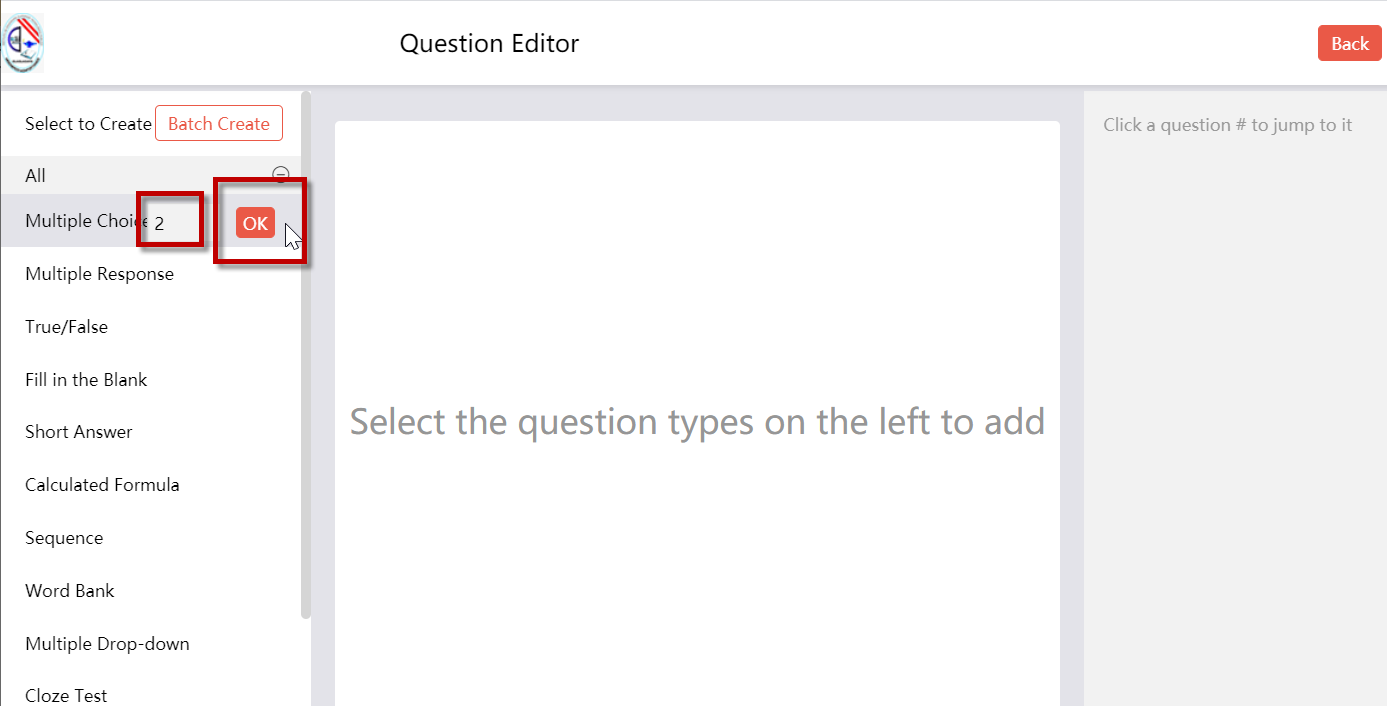 Question Editor
Back
Select to Create
Batch Create
All
Multiple Choice
2
OK
Multiple Response
True/False
Fill in the Blank
Short Answer
Calculated Formula
Sequence
Word Bank
Multiple Drop-down
Cloze Test
Select the question types on the left to add
Click a question # to jump to it